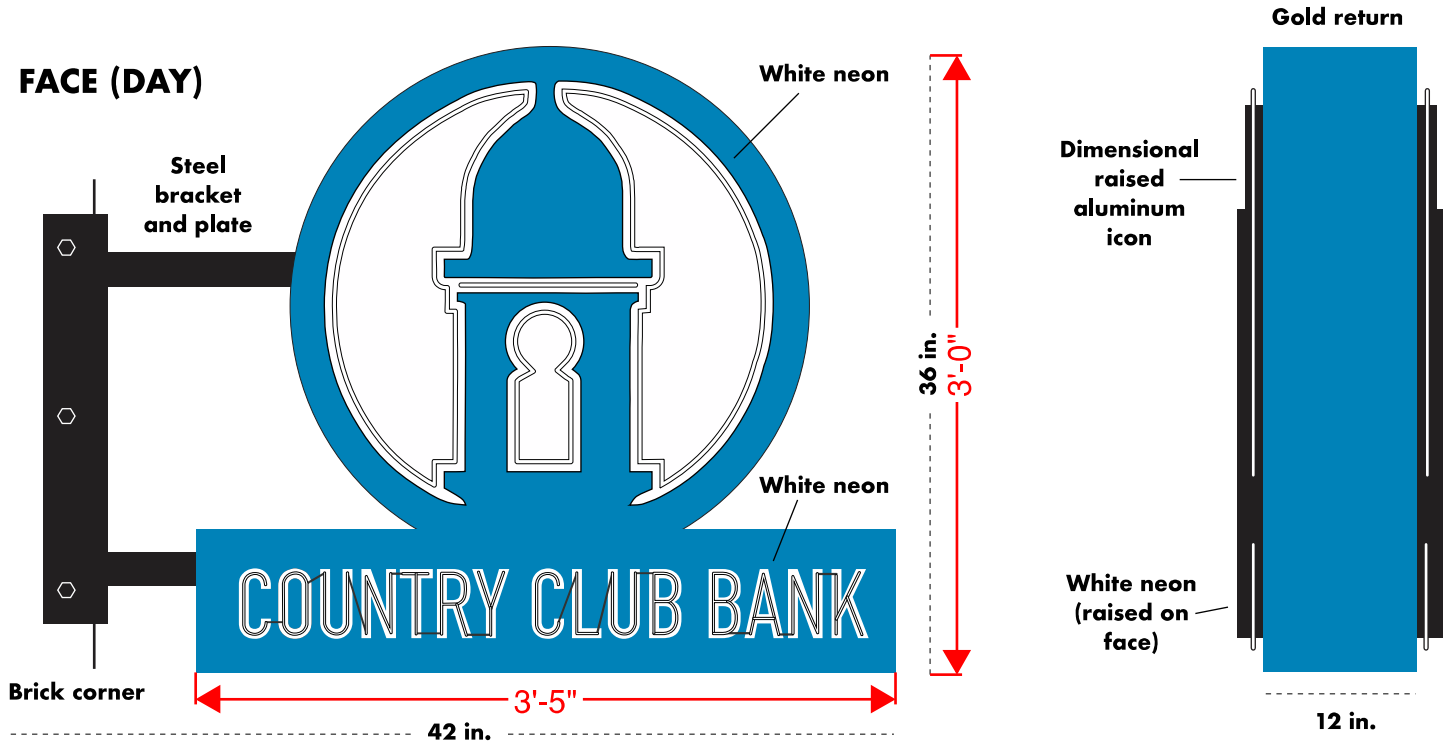 FACE (DAY)
White neon
Steel
bracket
and plate
36 in.
3'-0"
White neon
COUNTRY CLUB BANK
Brick corner
3'-5"
42 in.
Gold return
Dimensional
raised
aluminum
icon
White neon
(raised on
face)
12 in.